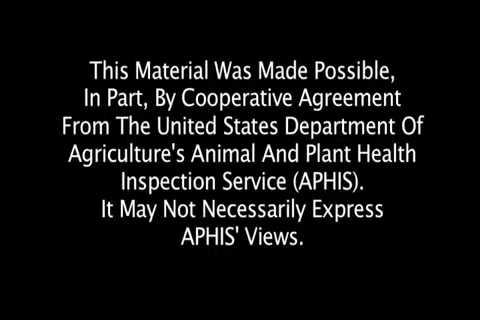 This Material Was Made Possible,
In Part, By Cooperative Agreement
From The United States Department Of
Agriculture's Animal And Plant Health
Inspection Service (APHIS).
It May Not Necessarily Express
APHIS' Views.